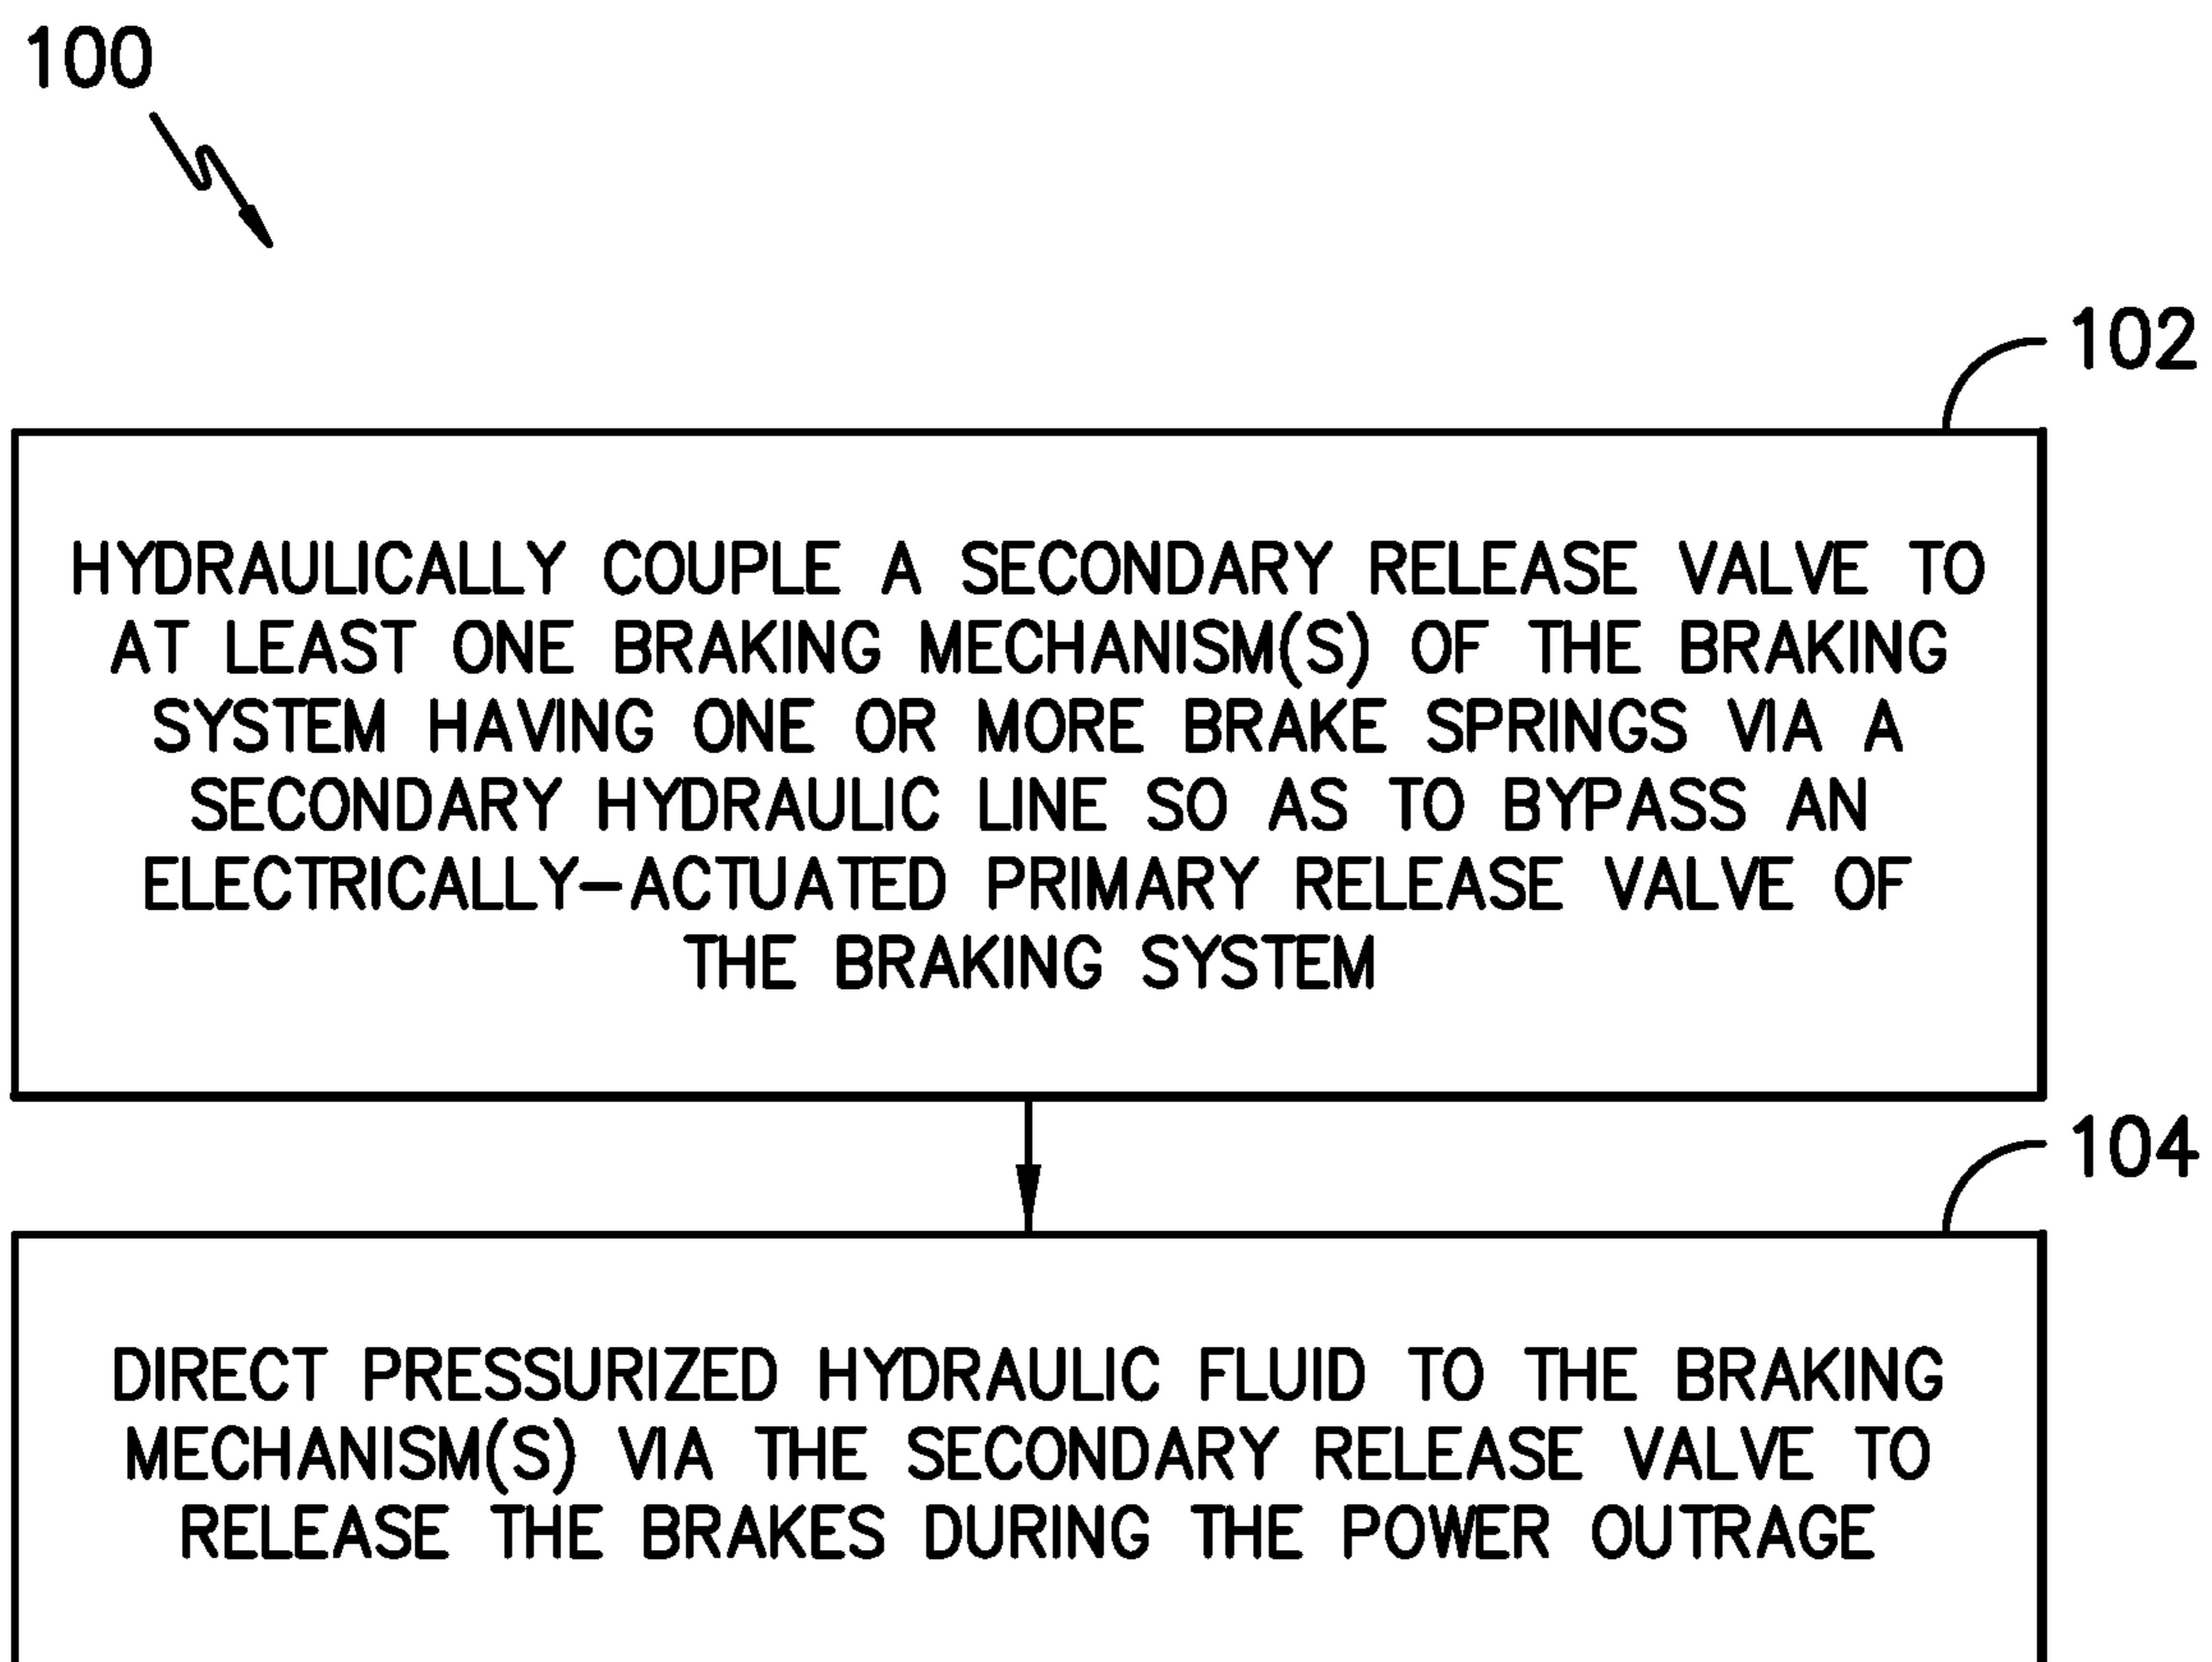 100
102
HYDRAULICALLY COUPLE A SECONDARY RELEASE VALVE TO
AT LEAST ONE BRAKING MECHANISM(S) OF THE BRAKING
SYSTEM HAVING ONE OR MORE BRAKE SPRINGS VIA A
SECONDARY HYDRAULIC LINE SO AS TO BYPASS AN
ELECTRICALLY-ACTUATED PRIMARY RELEASE VALVE OF
THE BRAKING SYSTEM
104
DIRECT PRESSURIZED HYDRAULIC FLUID TO THE BRAKING
MECHANISM(S) VIA THE SECONDARY RELEASE VALVE TO
RELEASE THE BRAKES DURING THE POWER OUTRAGE